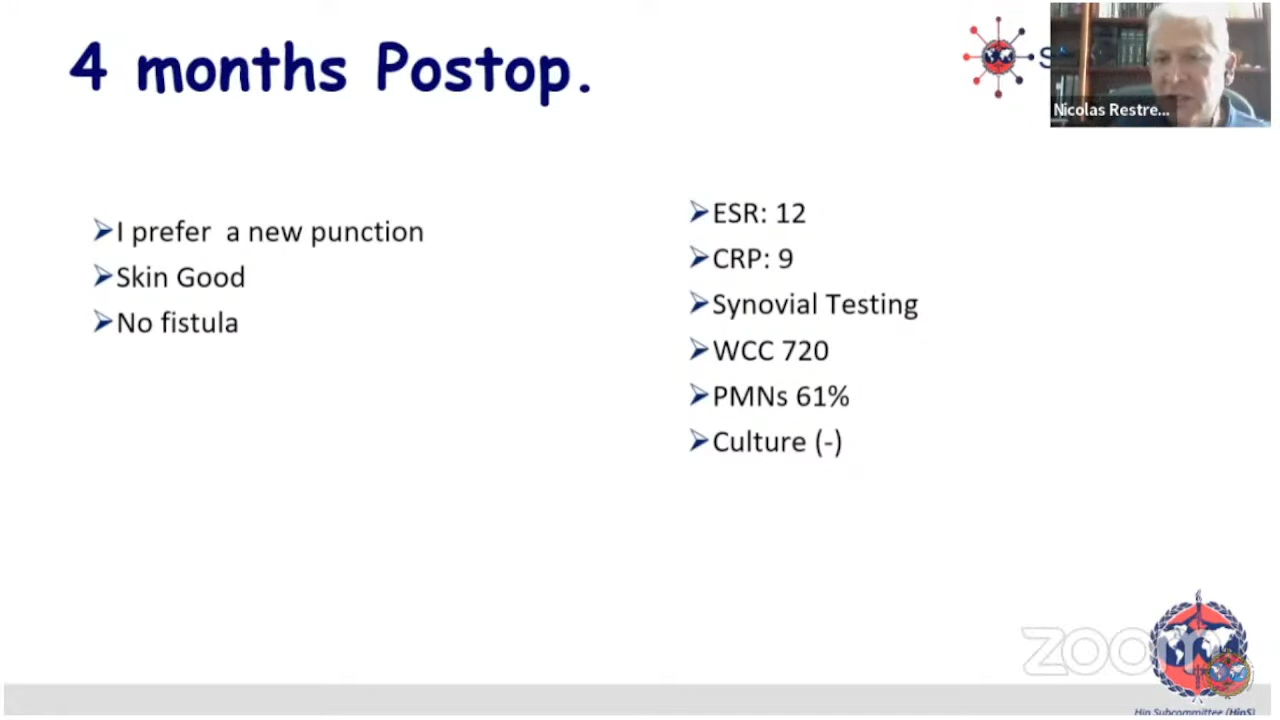 4 months Postop.
Nicolas Restre...
I prefer a new punction
Skin Good
No fistula
ESR: 12
CRP: 9
Synovial Testing
WCC 720
PMNs 61%
Culture (-)
zoom
Hip Subcommittee (HipS)